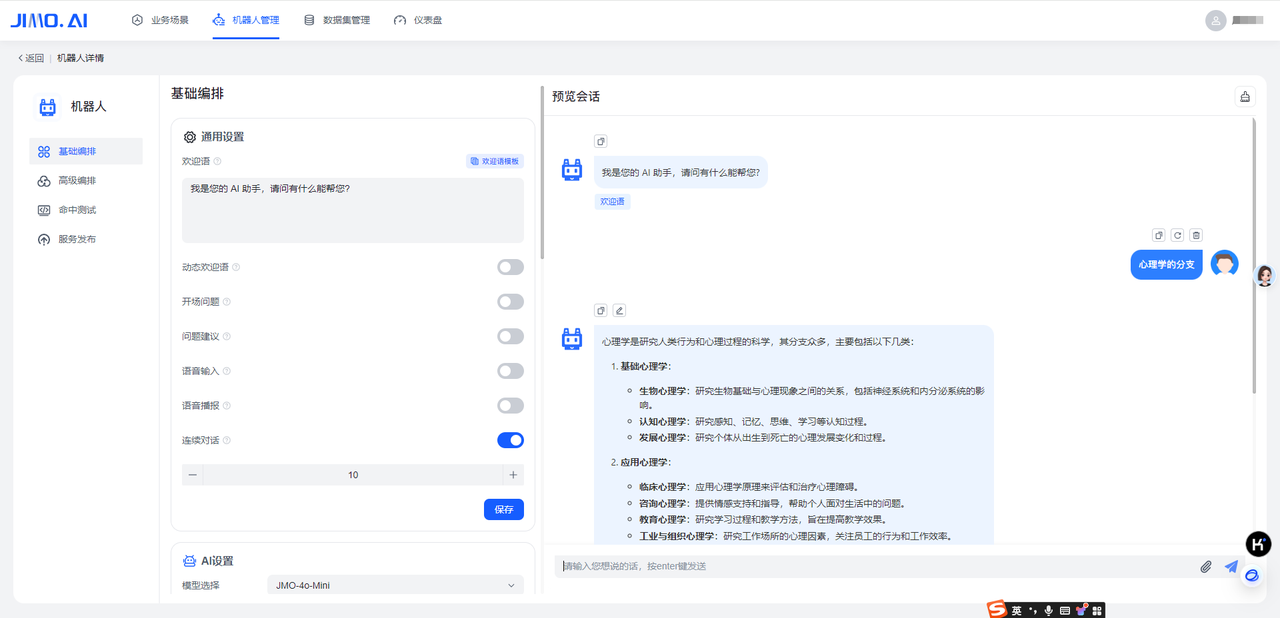 JIMO.AI
业务场景
机器人管理
数据集管理
仪表盘
返回
机器人详情
机器人
基础编排
高级编排
命中测试
服务发布
基础编排
通用设置
欢迎语
欢迎语模板
我是您的 AI 助手，请问有什么能帮您?
动态欢迎语
开场问题
问题建议
语音输入
语音播报
连续对话
10
保存
AI设置
模型选择
JMO-4o-Mini
预览会话
我是您的 AI 助手，请问有什么能帮您?
欢迎语
心理学的分支
心理学是研究人类行为和心理过程的科学，其分支众多，主要包括以下几类：
1. 基础心理学：
生物心理学：研究生物基础与心理现象之间的关系，包括神经系统和内分泌系统的影
响。
认知心理学：研究感知、记忆、思维、学习等认知过程。
发展心理学：研究个体从出生到死亡的心理发展变化和过程。
2. 应用心理学：
临床心理学：应用心理学原理来评估和治疗心理障碍。
咨询心理学：提供情感支持和指导，帮助个人面对生活中的问题。
教育心理学：研究学习过程和教学方法，旨在提高教学效果。
工业与组织心理学：研究工作场所的心理因素，关注员工的行为和工作效率。
请输入您想说的话，按enter键发送
K
S
英